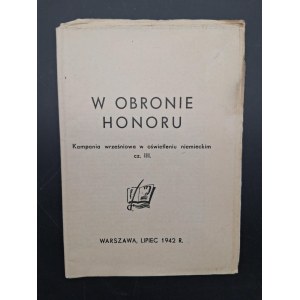 W OBRONIE
HONORU
Kampania wrześniowa w oświetleniu niemieckim
cz. III.
WARSZAWA, LIPIEC 1942 R.